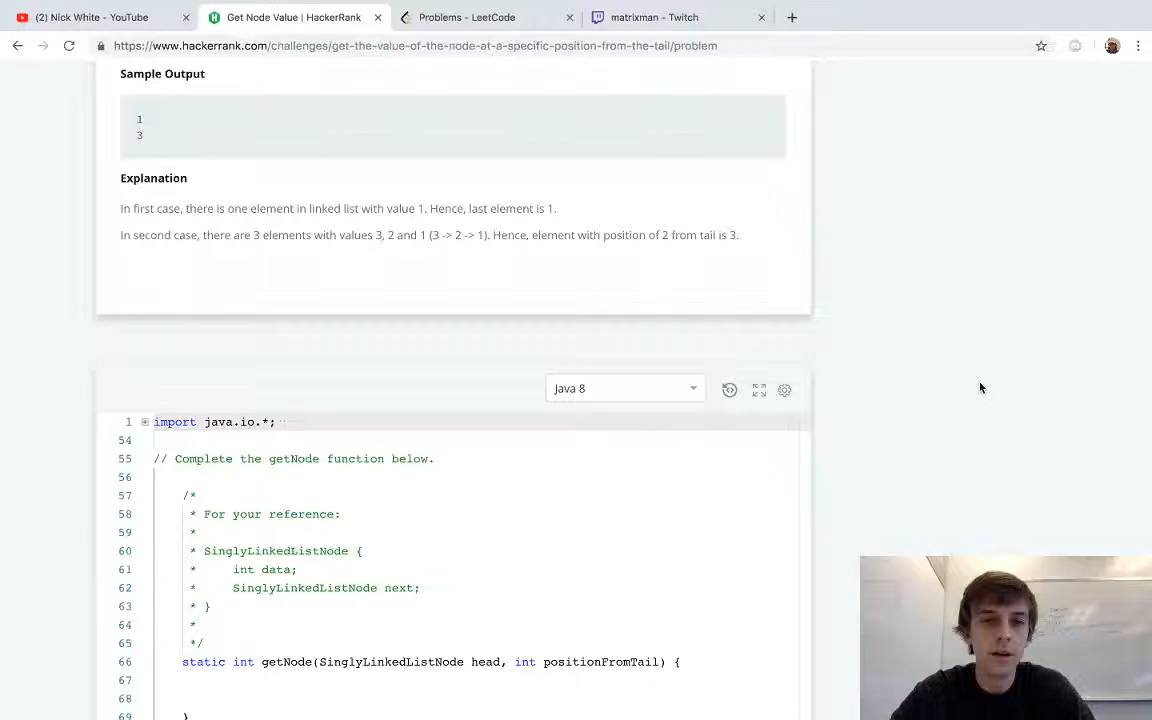 (2) Nick White - YouTube
Get Node Value | HackerRank
Problems - LeetCode
matrixman - Twitch
https://www.hackerrank.com/challenges/get-the-value-of-the-node-at-a-specific-position-from-the-tail/problem
Sample Output
1
3
Explanation
In first case, there is one element in linked list with value 1. Hence, last element is 1.
In second case, there are 3 elements with values 3, 2 and 1 (3 -> 2 -> 1). Hence, element with position of 2 from tail is 3.
Java 8
1 import java.io.*; ..
54
55 // Complete the getNode function below.
56
57 /*
58 * For your reference:
59 *
60 * SinglyLinkedListNode {
61 * int data;
62 * SinglyLinkedListNode next;
63 * }
64 *
65 */
66 static int getNode(SinglyLinkedListNode head, int positionFromTail) {
67
68
69 }